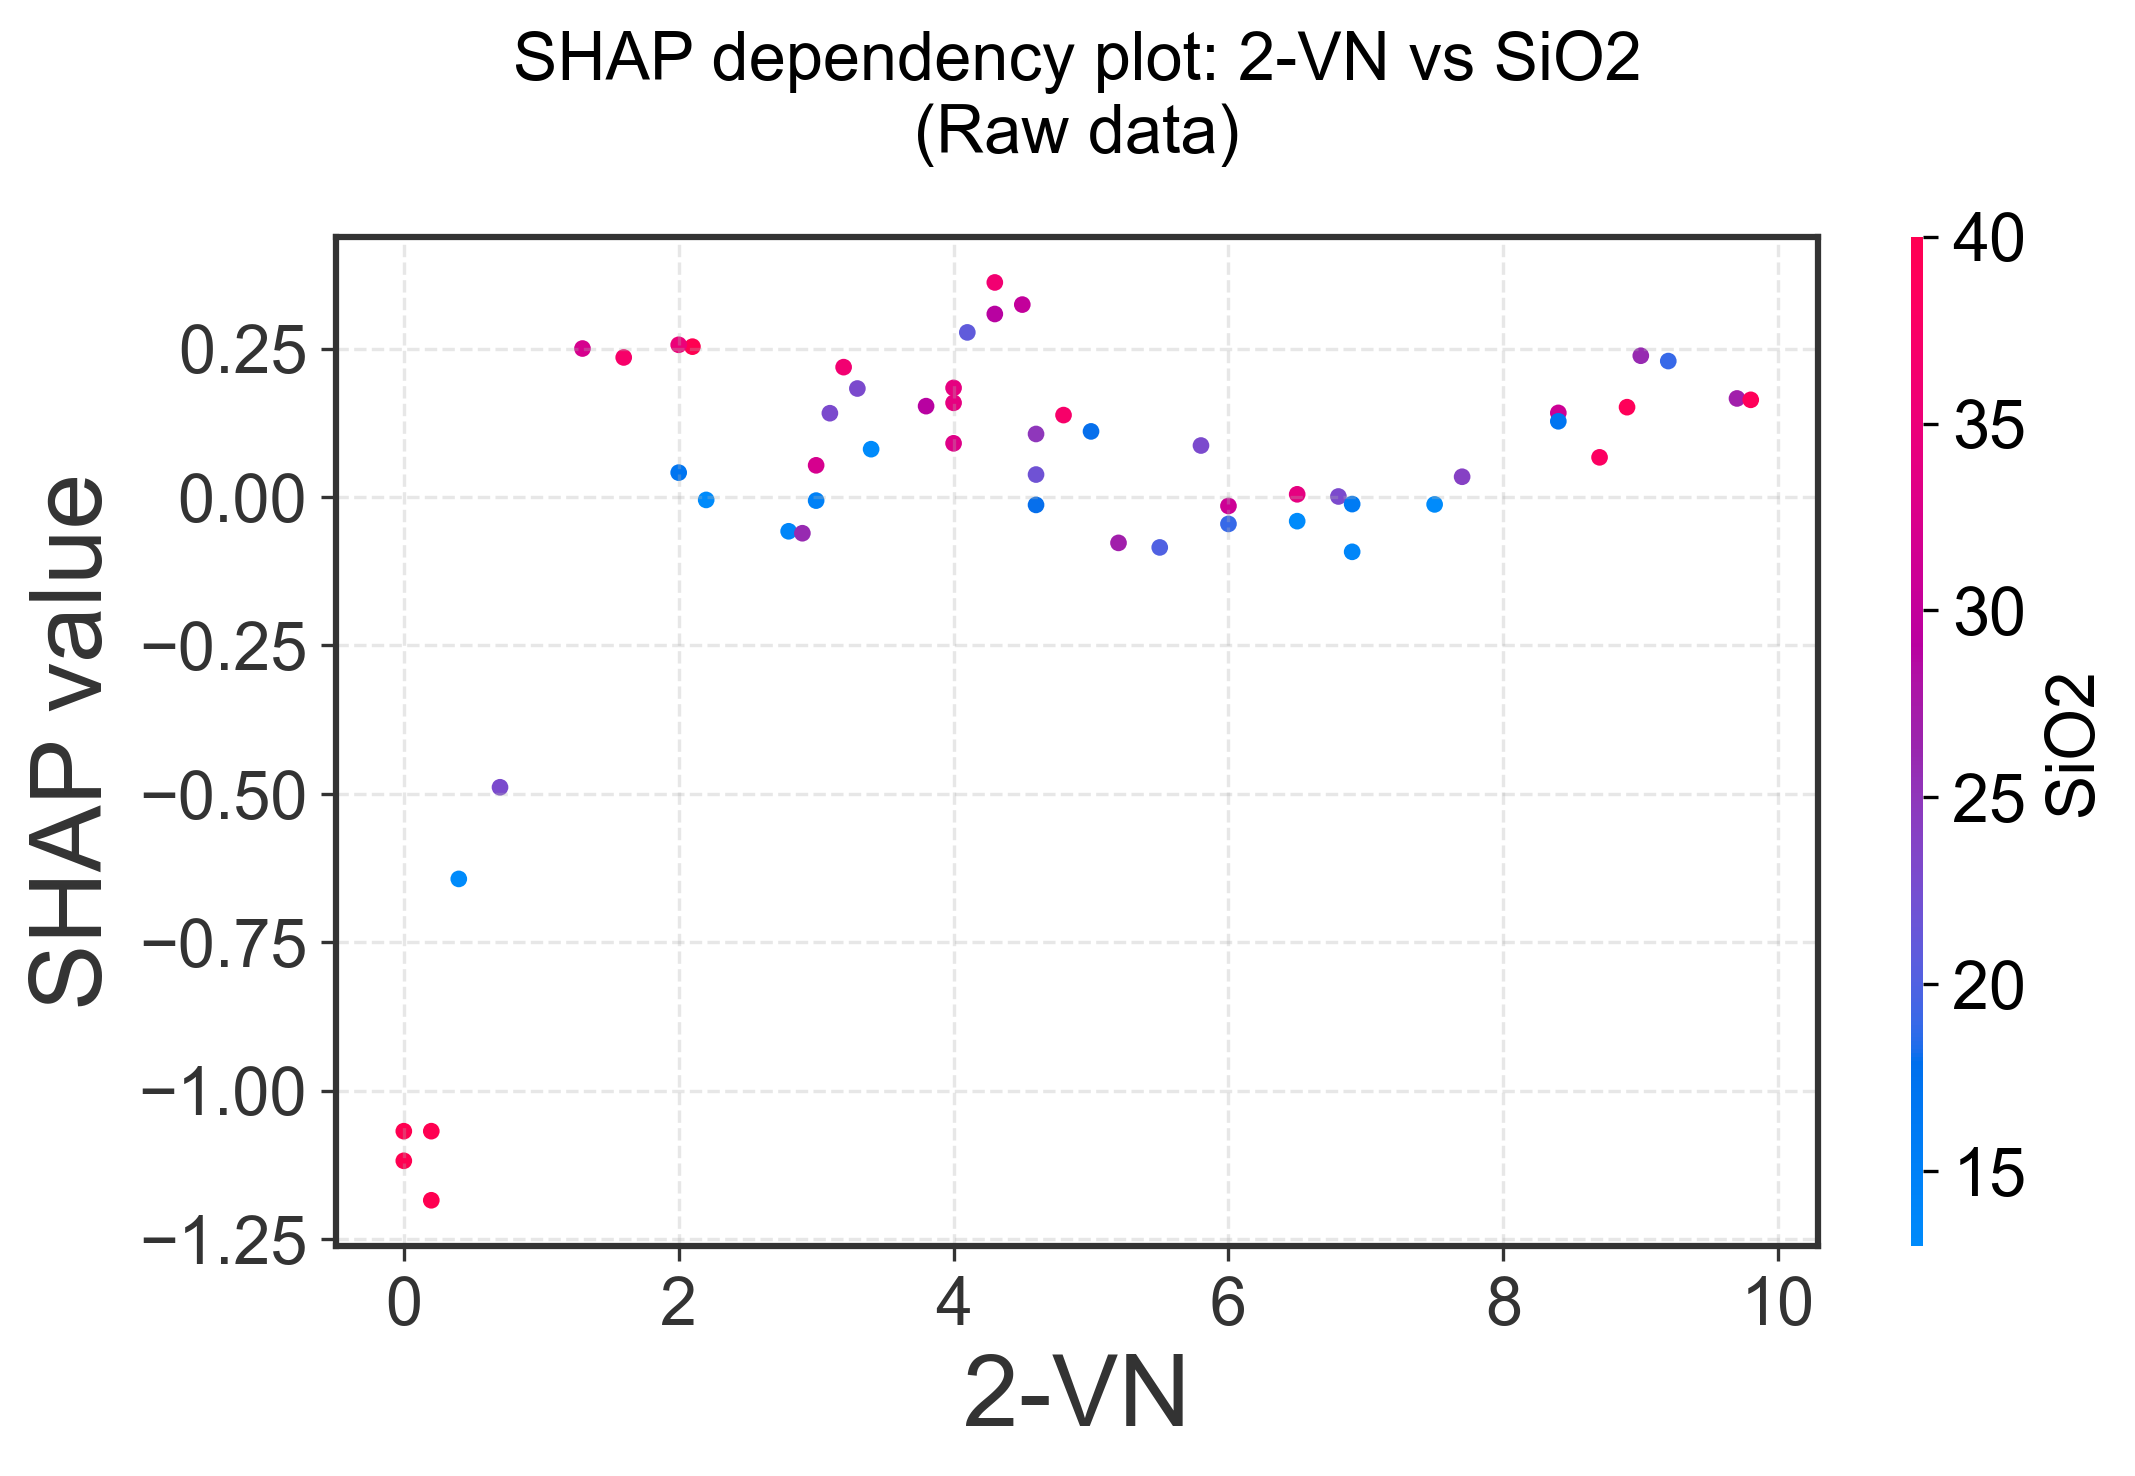 SHAP dependency plot: 2-VN vs SiO2
(Raw data)
SHAP value
0.25
0.00
−0.25
−0.50
−0.75
−1.00
−1.25
0 2 4 6 8 10
2-VN
40
35
30
25
20
15
SiO2